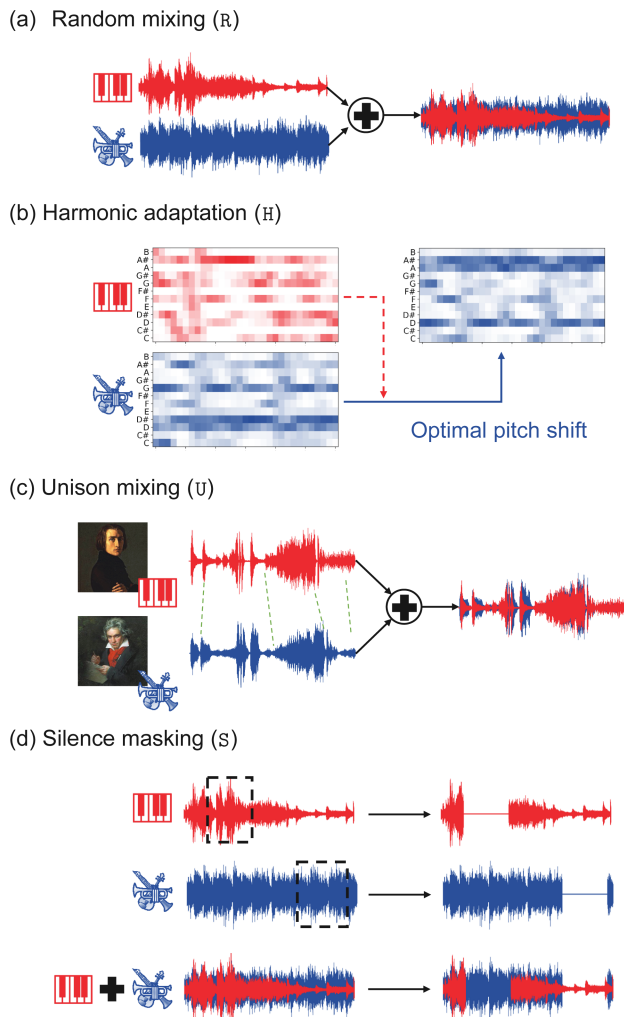 (a) Random mixing (R)
(b) Harmonic adaptation (H)
B
A#
A
G#
G
F#
F
E
D#
D
C#
C
B
A#
A
G#
G
F#
F
E
D#
D
C#
C
B
A#
A
G#
G
F#
F
E
D#
D
C#
C
Optimal pitch shift
(c) Unison mixing (U)
(d) Silence masking (S)